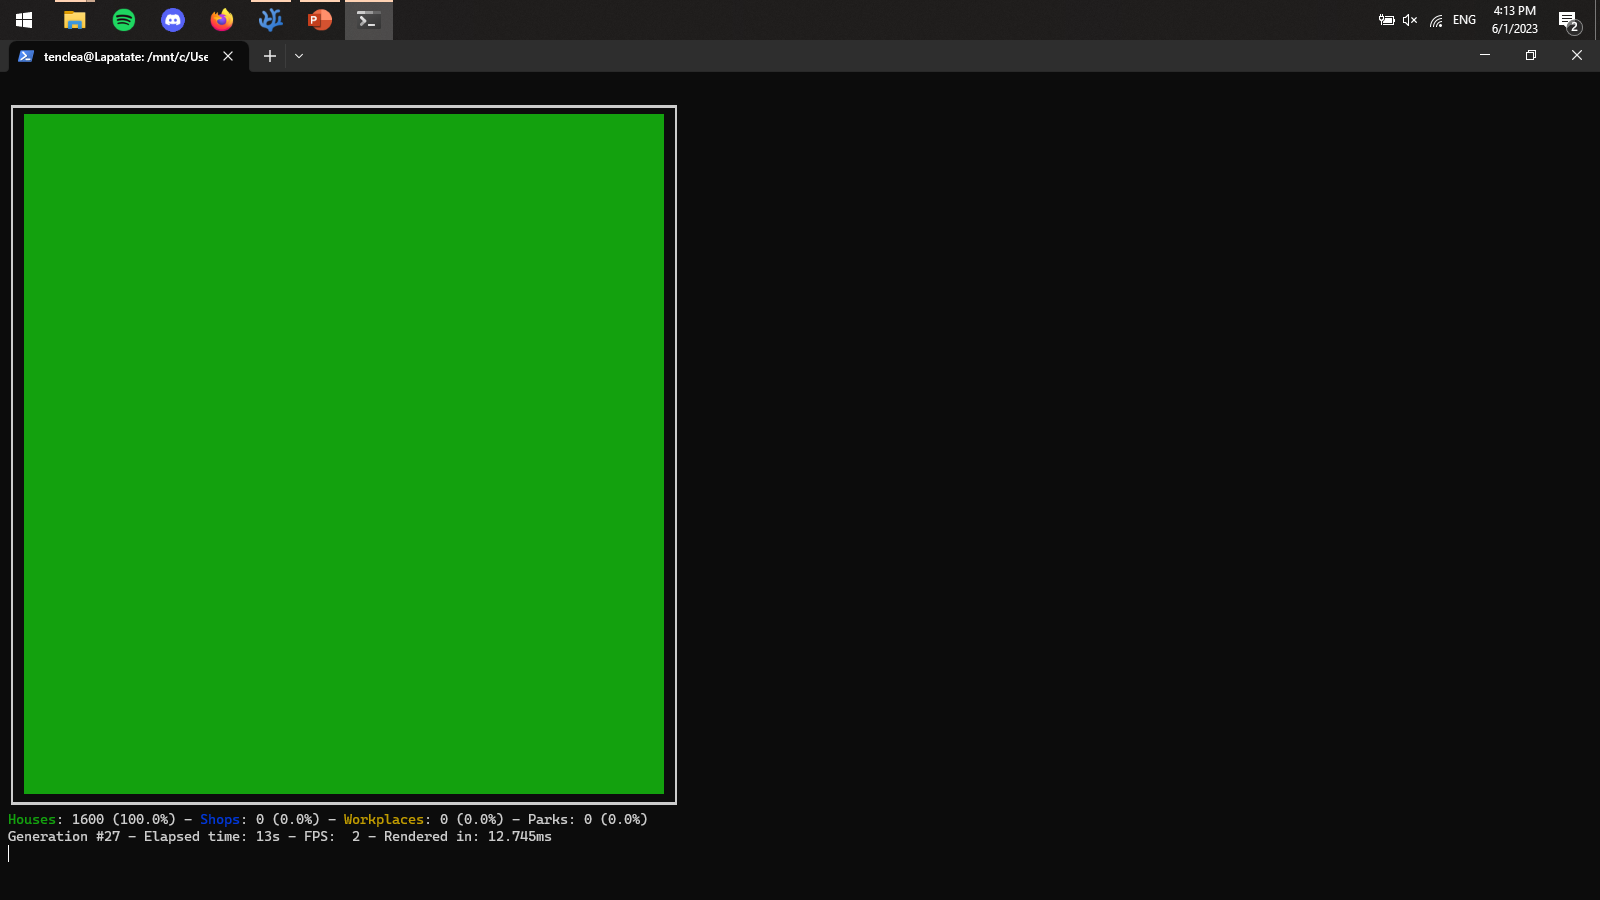 4:13 PM
ENG
6/1/2023
2
tenclea@Lapatate: /mnt/c/Use
Houses: 1600 (100.0%) - Shops: 0 (0.0%) - Workplaces: 0 (0.0%) - Parks: 0 (0.0%)
Generation #27 - Elapsed time: 13s - FPS:  2 - Rendered in: 12.745ms